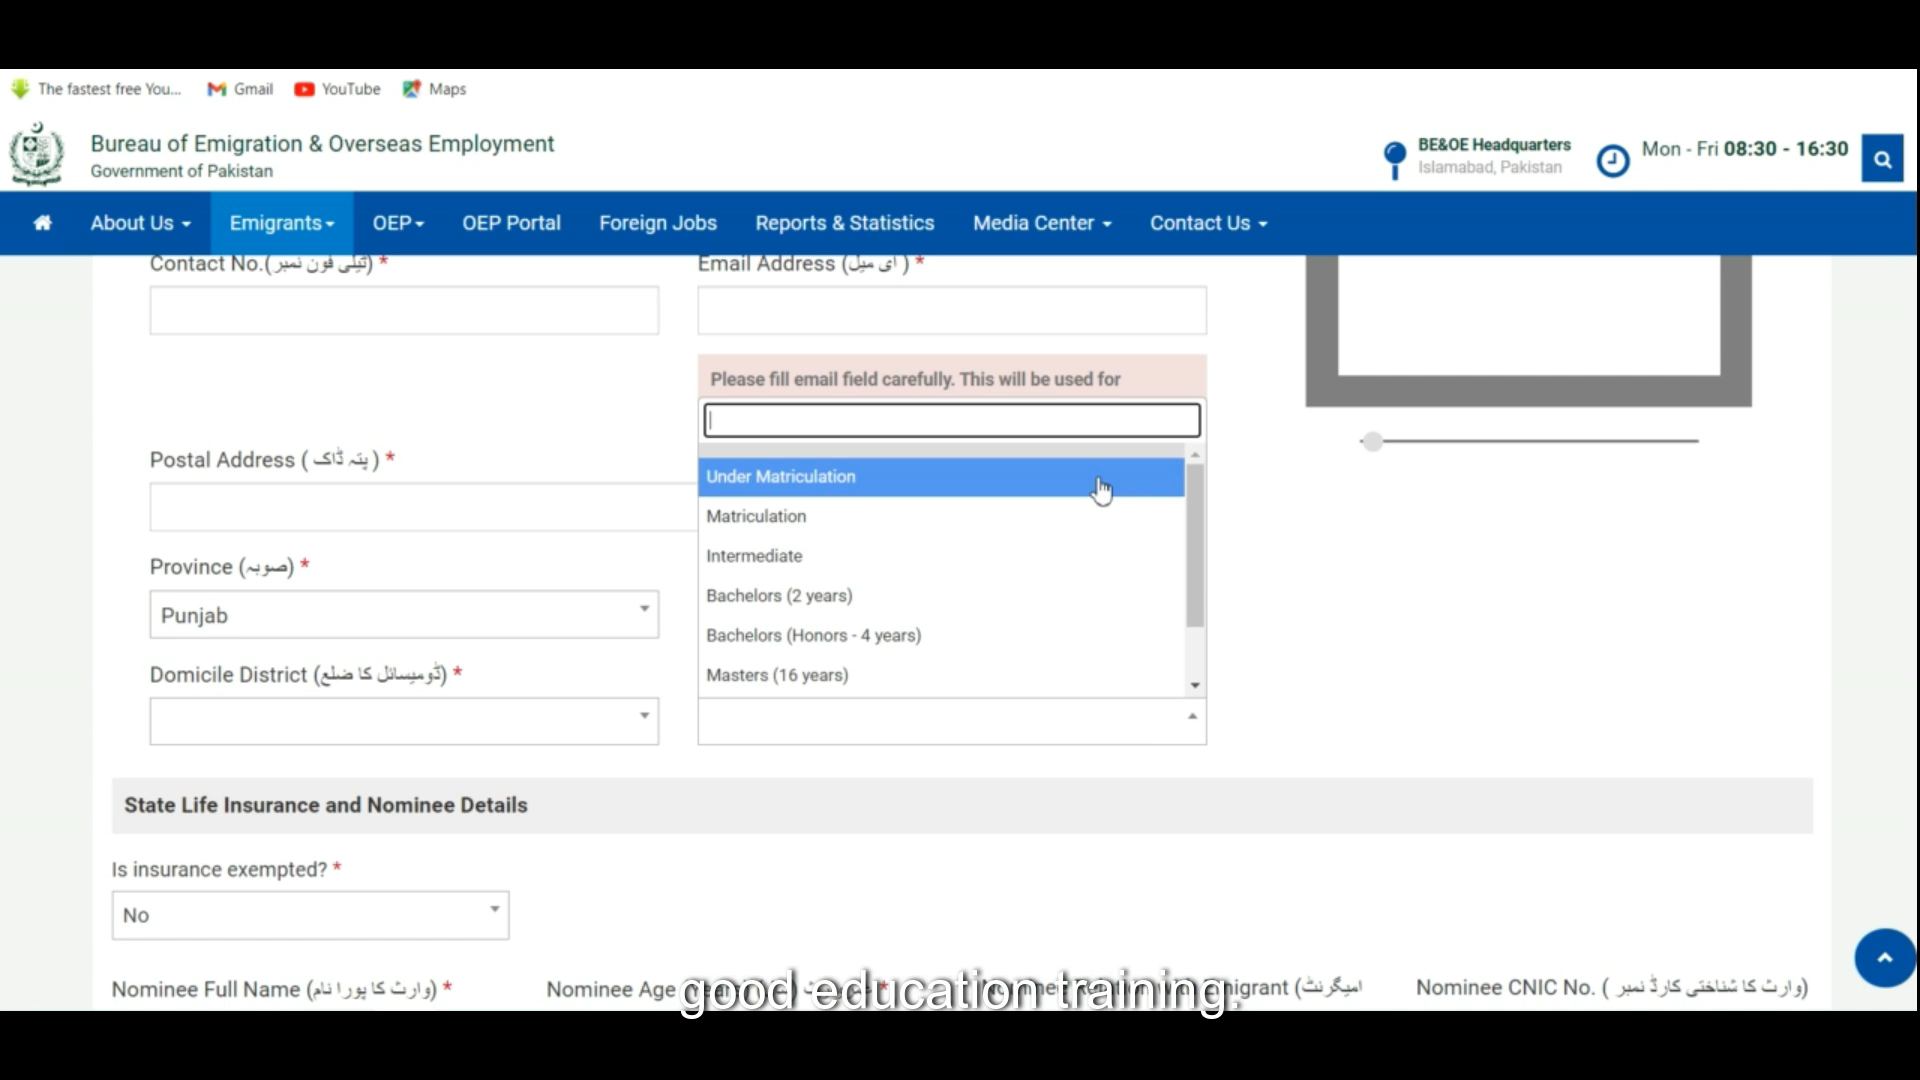 The fastest free You...
Gmail
YouTube
Maps
Bureau of Emigration & Overseas Employment
Government of Pakistan
BE&OE Headquarters
Islamabad, Pakistan
Mon - Fri 08:30 - 16:30
About Us
Emigrants
OEP
OEP Portal
Foreign Jobs
Reports & Statistics
Media Center
Contact Us
Contact No.(ٹیلی فون نمبر) *
Email Address (ای میل) *
Please fill email field carefully. This will be used for
Under Matriculation
Matriculation
Intermediate
Bachelors (2 years)
Bachelors (Honors - 4 years)
Masters (16 years)
Postal Address (پتہ ڈاک) *
Province (صوبہ) *
Punjab
Domicile District (ڈومیسائل کا ضلع) *
State Life Insurance and Nominee Details
Is insurance exempted? *
No
Nominee Full Name (وارث کا پورا نام) *
Nominee Age
Emigrant (امیگرنٹ
Nominee CNIC No. (وارث کا شناختی کارڈ نمبر)
good education training.